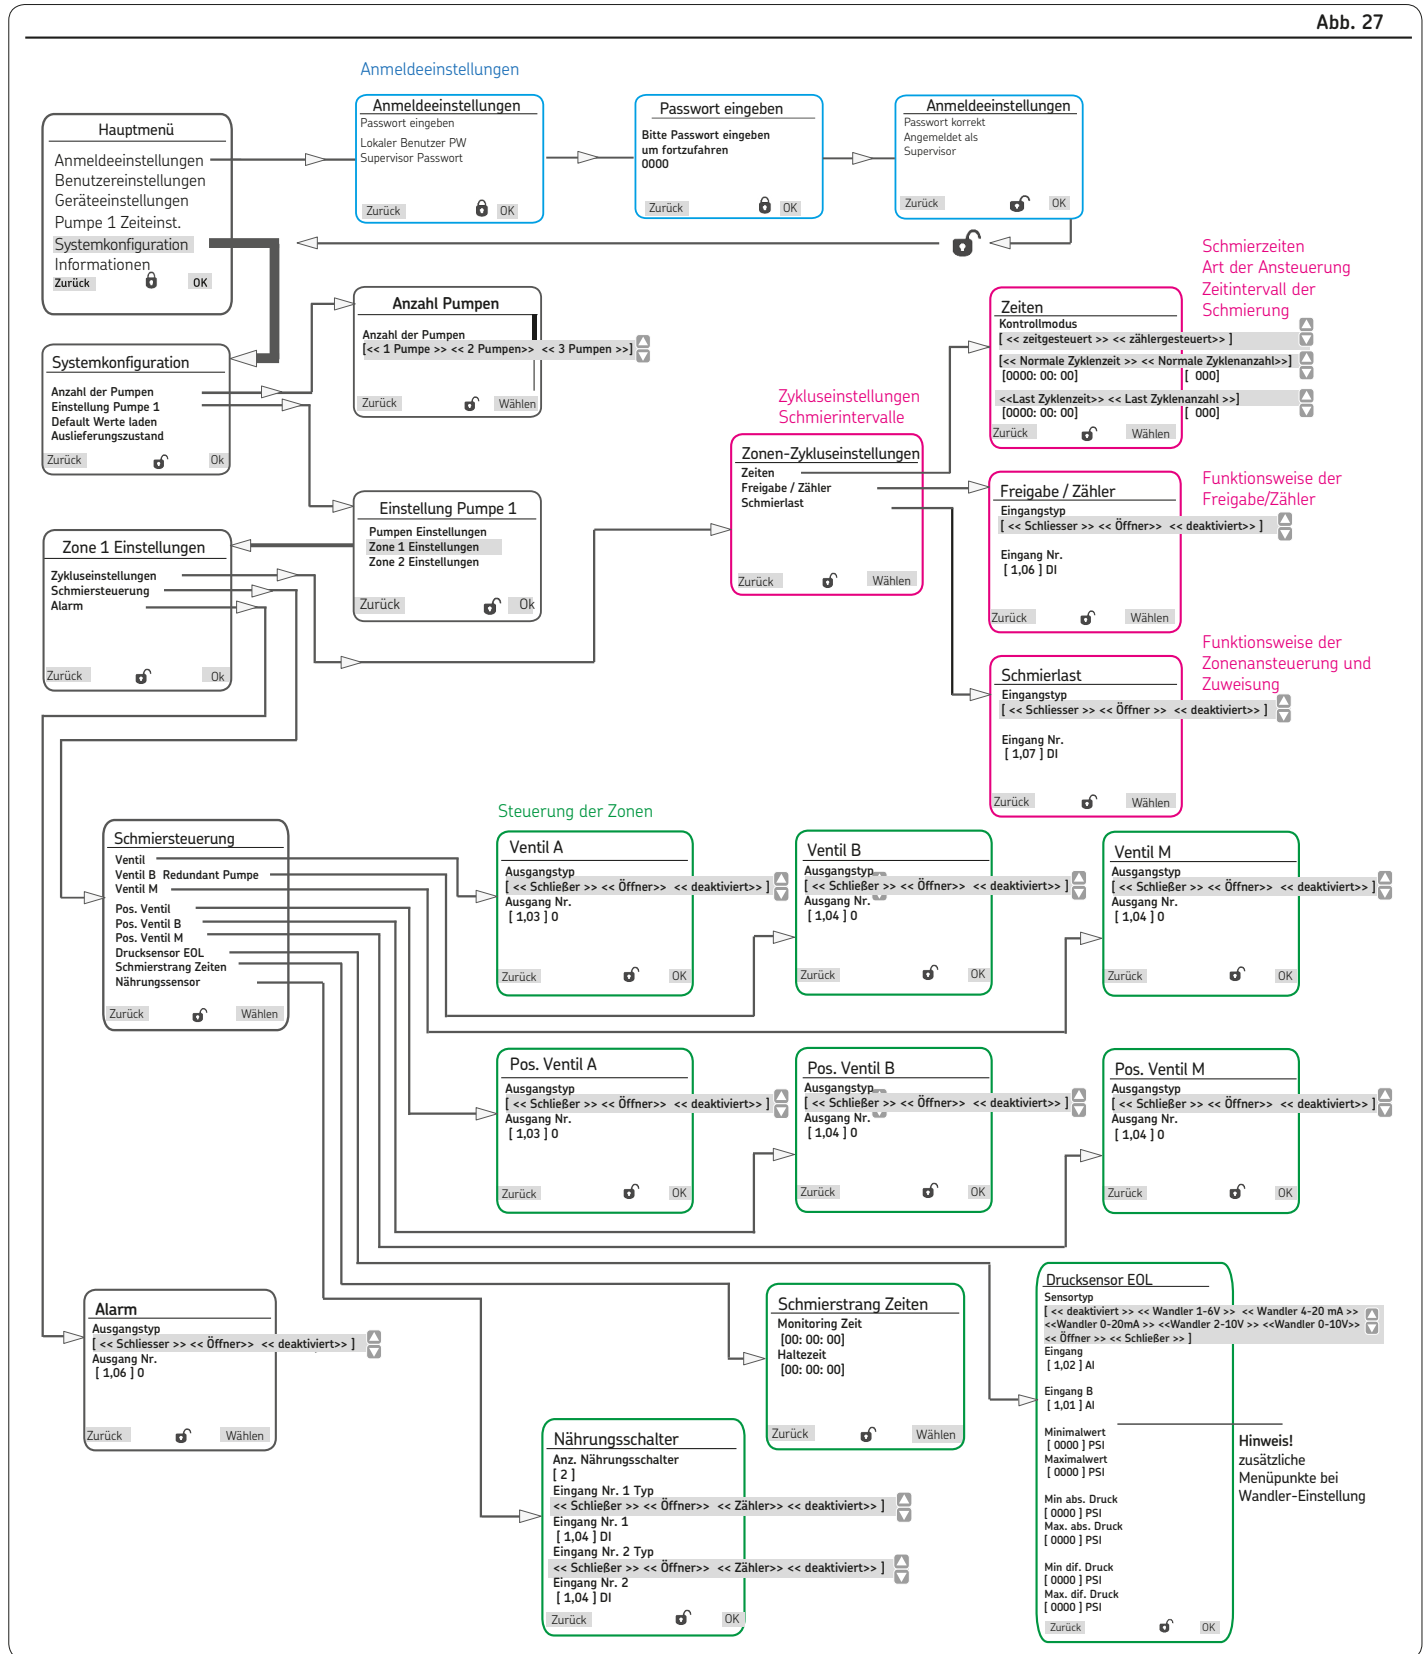 Abb. 27
Anmeldeeinstellungen
Hauptmenü
Anmeldeeinstellungen
Benutzereinstellungen
Geräteeinstellungen
Pumpe 1 Zeiteinst.
Systemkonfiguration
Informationen
Zurück OK
Anmeldeeinstellungen
Passwort eingeben
Lokaler Benutzer PW
Supervisor Passwort
Zurück OK
Passwort eingeben
Bitte Passwort eingeben
um fortzufahren
0000
Zurück OK
Anmeldeeinstellungen
Passwort korrekt
Angemeldet als
Supervisor
Zurück OK
Systemkonfiguration
Anzahl der Pumpen
Einstellung Pumpe 1
Default Werte laden
Auslieferungszustand
Zurück Ok
Anzahl Pumpen
Anzahl der Pumpen
[<< 1 Pumpe >> << 2 Pumpen>> << 3 Pumpen >>]
Zurück Wählen
Einstellung Pumpe 1
Pumpen Einstellungen
Zone 1 Einstellungen
Zone 2 Einstellungen
Zurück Ok
Zone 1 Einstellungen
Zykluseinstellungen
Schmiersteuerung
Alarm
Zurück Ok
Zykluseinstellungen
Schmierintervalle
Zonen-Zykluseinstellungen
Zeiten
Freigabe / Zähler
Schmierlast
Zurück Wählen
Schmierzeiten
Art der Ansteuerung
Zeitintervall der
Schmierung
Zeiten
Kontrollmodus
[ << zeitgesteuert >> << zählergesteuert>> ]
[<< Normale Zyklenzeit >> << Normale Zyklenanzahl>>]
[0000: 00: 00] [ 000]
<<Last Zyklenzeit>> << Last Zyklenanzahl >>]
[0000: 00: 00] [ 000]
Zurück Wählen
Funktionsweise der
Freigabe/Zähler
Freigabe / Zähler
Eingangstyp
[ << Schliesser >> << Öffner>> << deaktiviert>> ]
Eingang Nr.
[ 1,06 ] DI
Zurück Wählen
Funktionsweise der
Zonenansteuerung und
Zuweisung
Schmierlast
Eingangstyp
[ << Schliesser >> << Öffner >> << deaktiviert>> ]
Eingang Nr.
[ 1,07 ] DI
Zurück Wählen
Steuerung der Zonen
Schmiersteuerung
Ventil
Ventil B Redundant Pumpe
Ventil M
Pos. Ventil
Pos. Ventil B
Pos. Ventil M
Drucksensor EOL
Schmierstrang Zeiten
Nährungssensor
Zurück Wählen
Ventil A
Ausgangstyp
[ << Schließer >> << Öffner>> << deaktiviert>> ]
Ausgang Nr.
[ 1,03 ] 0
Zurück OK
Ventil B
Ausgangstyp
[ << Schließer >> << Öffner>> << deaktiviert>> ]
Ausgang Nr.
[ 1,04 ] 0
Zurück OK
Ventil M
Ausgangstyp
[ << Schließer >> << Öffner>> << deaktiviert>> ]
Ausgang Nr.
[ 1,04 ] 0
Zurück OK
Pos. Ventil A
Ausgangstyp
[ << Schließer >> << Öffner>> << deaktiviert>> ]
Ausgang Nr.
[ 1,03 ] 0
Zurück OK
Pos. Ventil B
Ausgangstyp
[ << Schließer >> << Öffner>> << deaktiviert>> ]
Ausgang Nr.
[ 1,04 ] 0
Zurück OK
Pos. Ventil M
Ausgangstyp
[ << Schließer >> << Öffner>> << deaktiviert>> ]
Ausgang Nr.
[ 1,04 ] 0
Zurück OK
Alarm
Ausgangstyp
[ << Schliesser >> << Öffner>> << deaktiviert>> ]
Ausgang Nr.
[ 1,06 ] 0
Zurück Wählen
Nährungsschalter
Anz. Nährungsschalter
[ 2 ]
Eingang Nr. 1 Typ
<< Schließer >> << Öffner>> << Zähler>> << deaktiviert>> ]
Eingang Nr. 1
[ 1,04 ] DI
Eingang Nr. 2 Typ
<< Schließer >> << Öffner>> << Zähler>> << deaktiviert>> ]
Eingang Nr. 2
[ 1,04 ] DI
Zurück OK
Schmierstrang Zeiten
Monitoring Zeit
[00: 00: 00]
Haltezeit
[00: 00: 00]
Zurück Wählen
Drucksensor EOL
Sensortyp
[ << deaktiviert >> << Wandler 1-6V >> << Wandler 4-20 mA >>
<<Wandler 0-20mA >> <<Wandler 2-10V >> <<Wandler 0-10V>>
<< Öffner >> << Schließer >> ]
Eingang
[ 1,02 ] AI
Eingang B
[ 1,01 ] AI
Minimalwert
[ 0000 ] PSI
Maximalwert
[ 0000 ] PSI
Min abs. Druck
[ 0000 ] PSI
Max. abs. Druck
[ 0000 ] PSI
Min dif. Druck
[ 0000 ] PSI
Max. dif. Druck
[ 0000 ] PSI
Zurück OK
Hinweis!
zusätzliche
Menüpunkte bei
Wandler-Einstellung